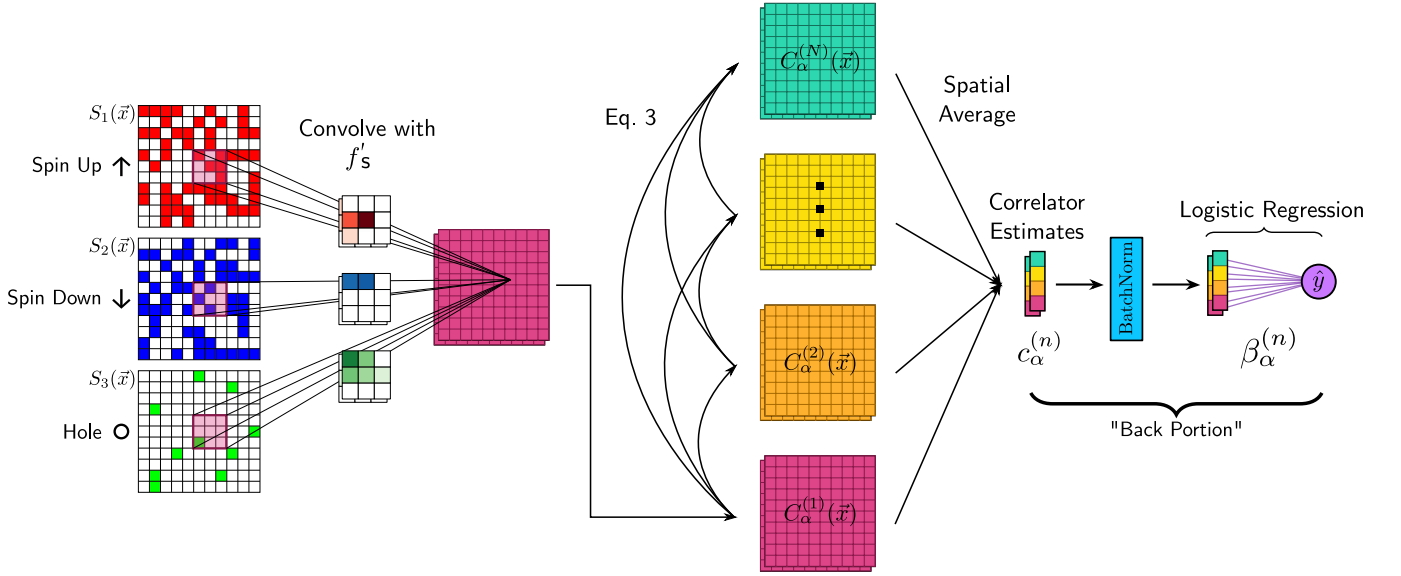 S₁(x⃗)
Spin Up ↑
S₂(x⃗)
Spin Down ↓
S₃(x⃗)
Hole
Convolve with
f's
Eq. 3
C_α^(N)(x⃗)
C_α^(2)(x⃗)
C_α^(1)(x⃗)
Spatial
Average
Correlator
Estimates
c_α^(n)
BatchNorm
Logistic Regression
ŷ
β_α^(n)
"Back Portion"